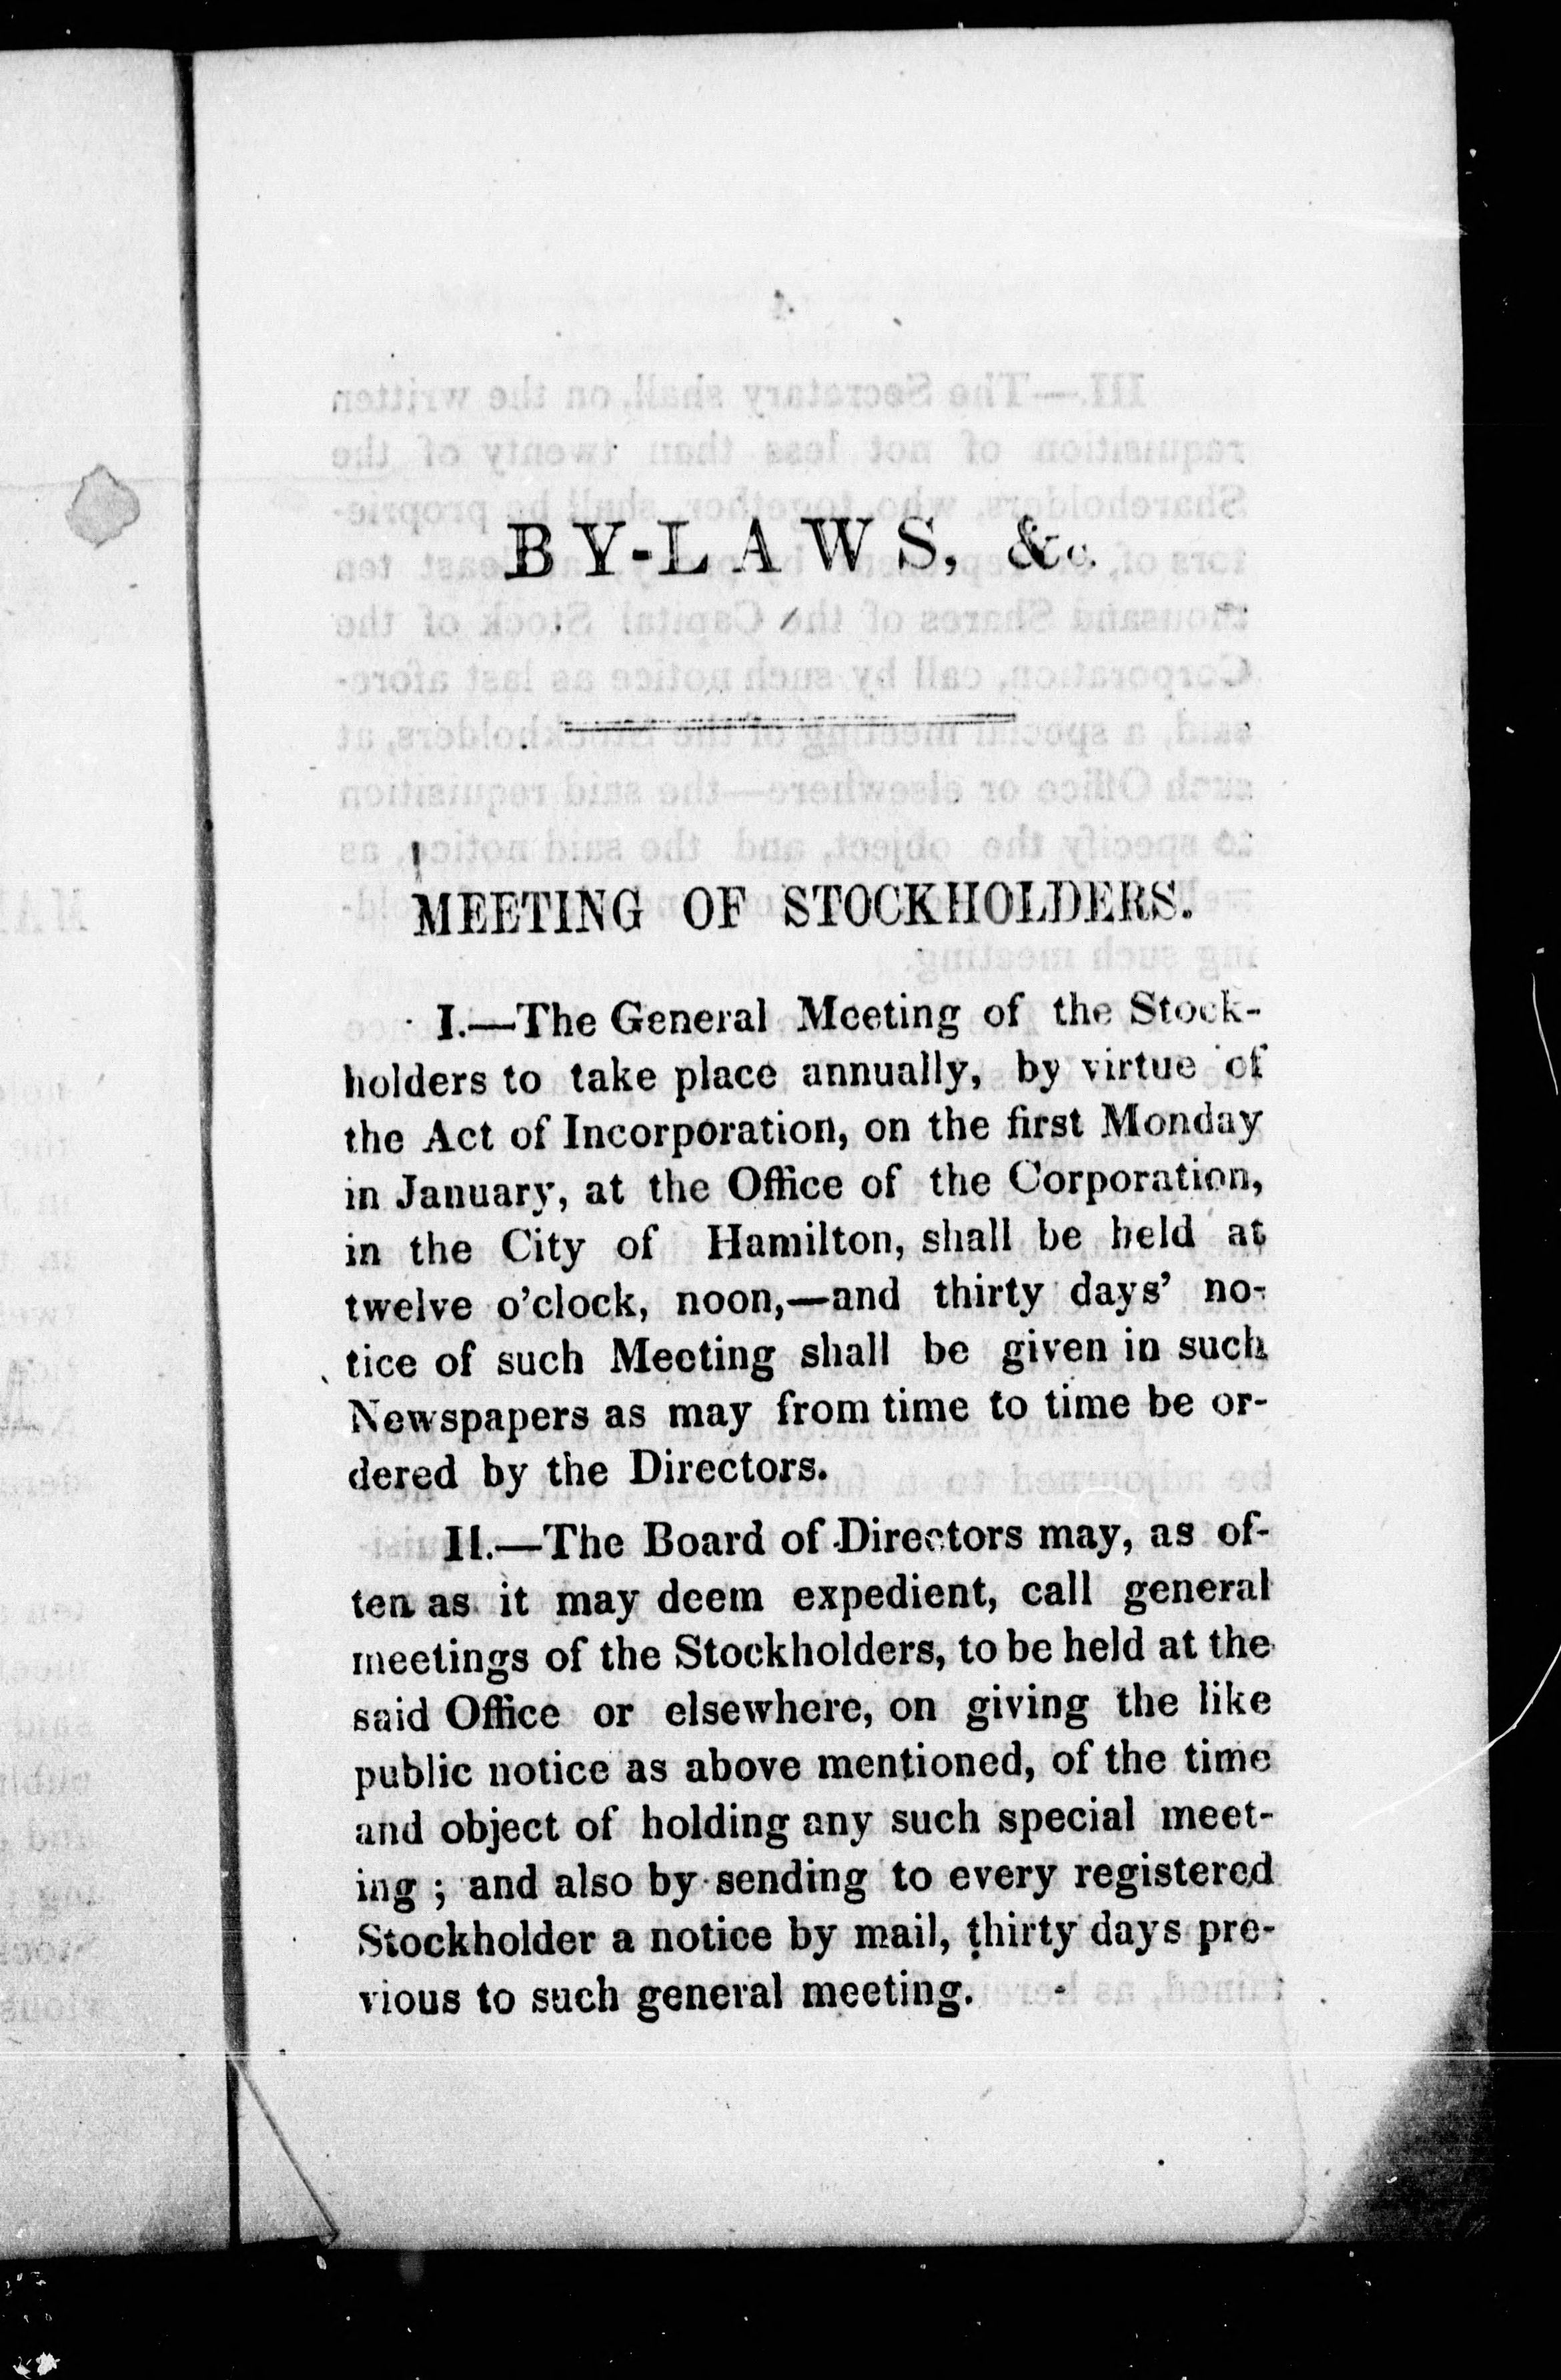 BY-LAWS, &c.
MEETING OF STOCKHOLDERS.
I.—The General Meeting of the Stock-
holders to take place annually, by virtue of
the Act of Incorporation, on the first Monday
in January, at the Office of the Corporation,
in the City of Hamilton, shall be held at
twelve o'clock, noon,—and thirty days' no-
tice of such Meeting shall be given in such
Newspapers as may from time to time be or-
dered by the Directors.
II.—The Board of Directors may, as of-
ten as it may deem expedient, call general
meetings of the Stockholders, to be held at the
said Office or elsewhere, on giving the like
public notice as above mentioned, of the time
and object of holding any such special meet-
ing ; and also by sending to every registered
Stockholder a notice by mail, thirty days pre-
vious to such general meeting.